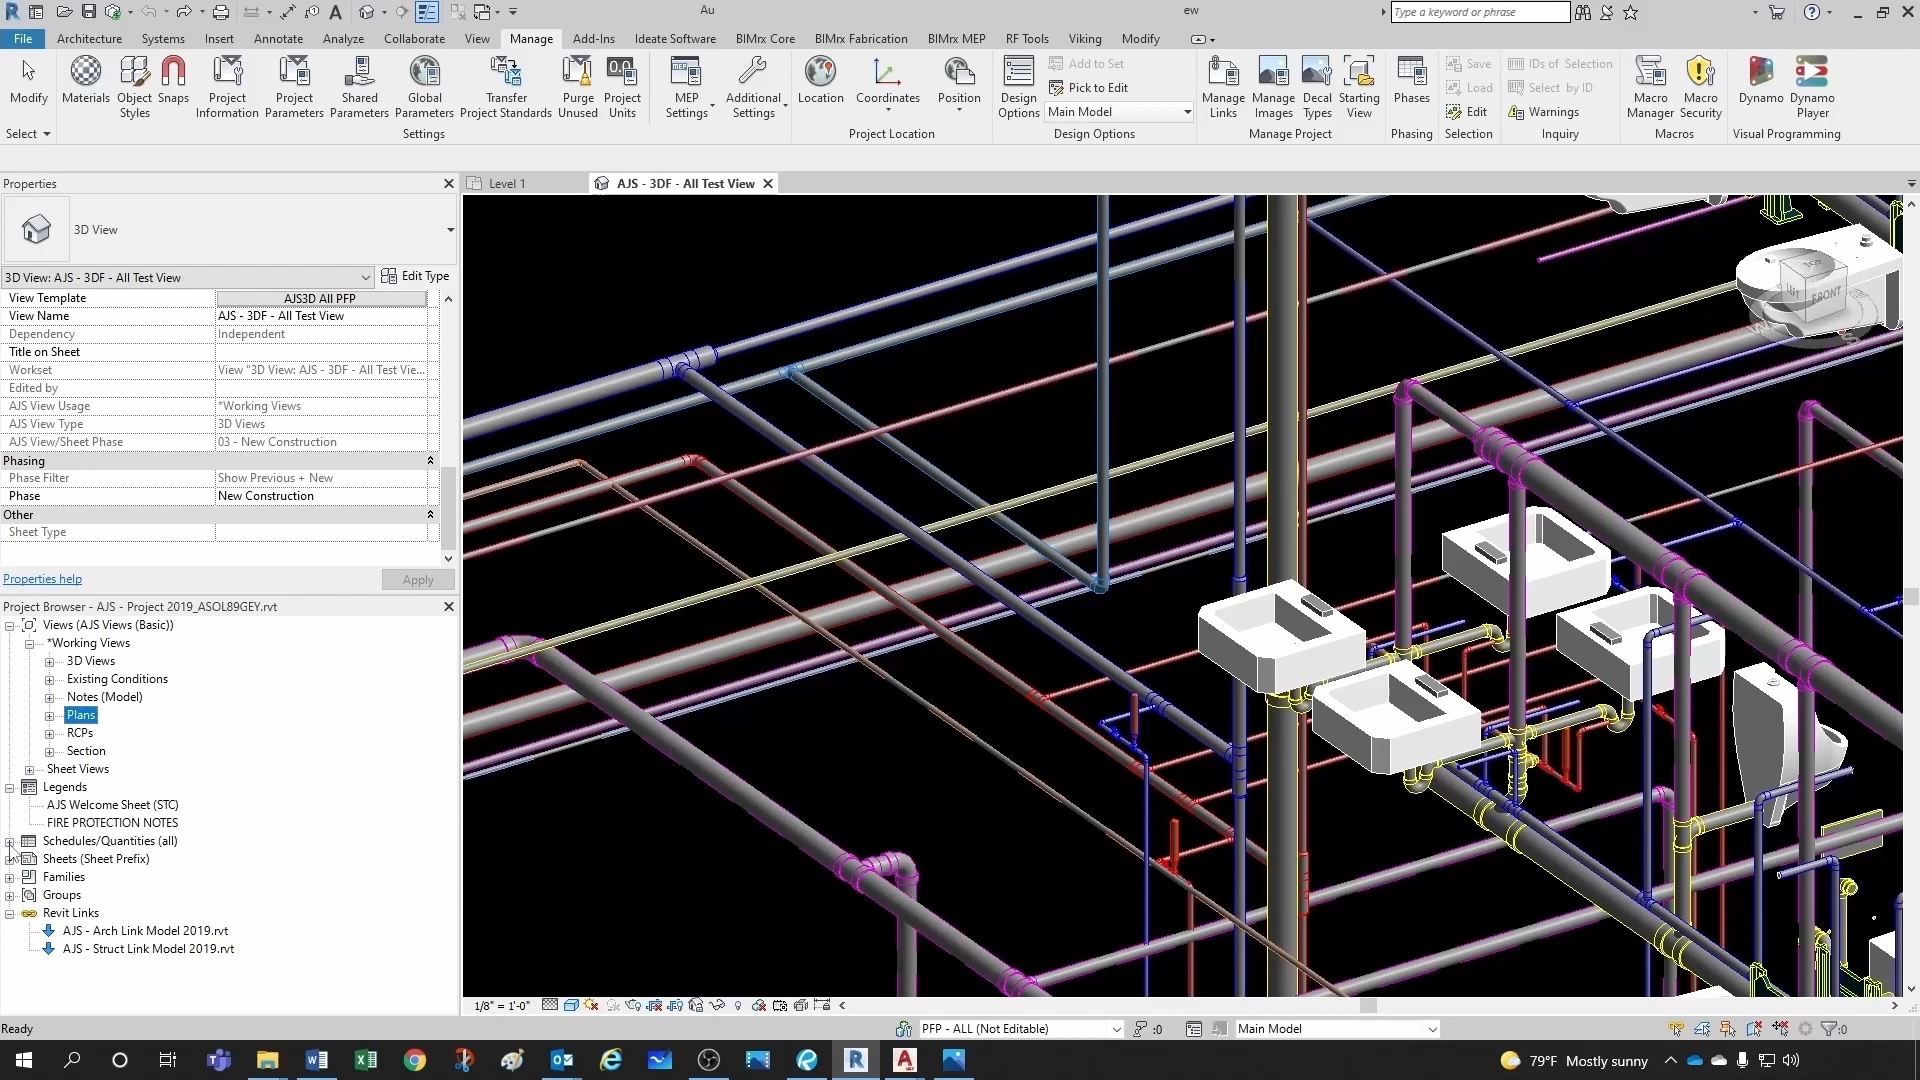 Au
ew
Type a keyword or phrase
File Architecture Systems Insert Annotate Analyze Collaborate View Manage Add-Ins Ideate Software BIMrx Core BIMrx Fabrication BIMrx MEP RF Tools Viking Modify
Modify
Materials
Object Styles
Snaps
Project Information
Project Parameters
Shared Parameters
Global Parameters
Transfer Project Standards
Purge Unused
Project Units
MEP Settings
Additional Settings
Location
Coordinates
Position
Design Options
Add to Set
Pick to Edit
Main Model
Manage Links
Manage Images
Decal Types
Starting View
Phases
Save
Load
Edit
IDs of Selection
Select by ID
Warnings
Macro Manager
Macro Security
Dynamo
Dynamo Player
Select
Settings
Project Location
Design Options
Manage Project
Phasing
Selection
Inquiry
Macros
Visual Programming
Properties
Level 1
AJS - 3DF - All Test View
3D View
3D View: AJS - 3DF - All Test View
Edit Type
View Template AJS3D All PFP
View Name AJS - 3DF - All Test View
Dependency Independent
Title on Sheet
Workset View "3D View: AJS - 3DF - All Test Vie...
Edited by
AJS View Usage *Working Views
AJS View Type 3D Views
AJS View/Sheet Phase 03 - New Construction
Phasing
Phase Filter Show Previous + New
Phase New Construction
Other
Sheet Type
Properties help
Apply
Project Browser - AJS - Project 2019_ASOL89GEY.rvt
Views (AJS Views (Basic))
*Working Views
3D Views
Existing Conditions
Notes (Model)
Plans
RCPs
Section
Sheet Views
Legends
AJS Welcome Sheet (STC)
FIRE PROTECTION NOTES
Schedules/Quantities (all)
Sheets (Sheet Prefix)
Families
Groups
Revit Links
AJS - Arch Link Model 2019.rvt
AJS - Struct Link Model 2019.rvt
TOP
LEFT
FRONT
1/8" = 1'-0"
Ready
PFP - ALL (Not Editable)
:0
Main Model
:0
79°F Mostly sunny